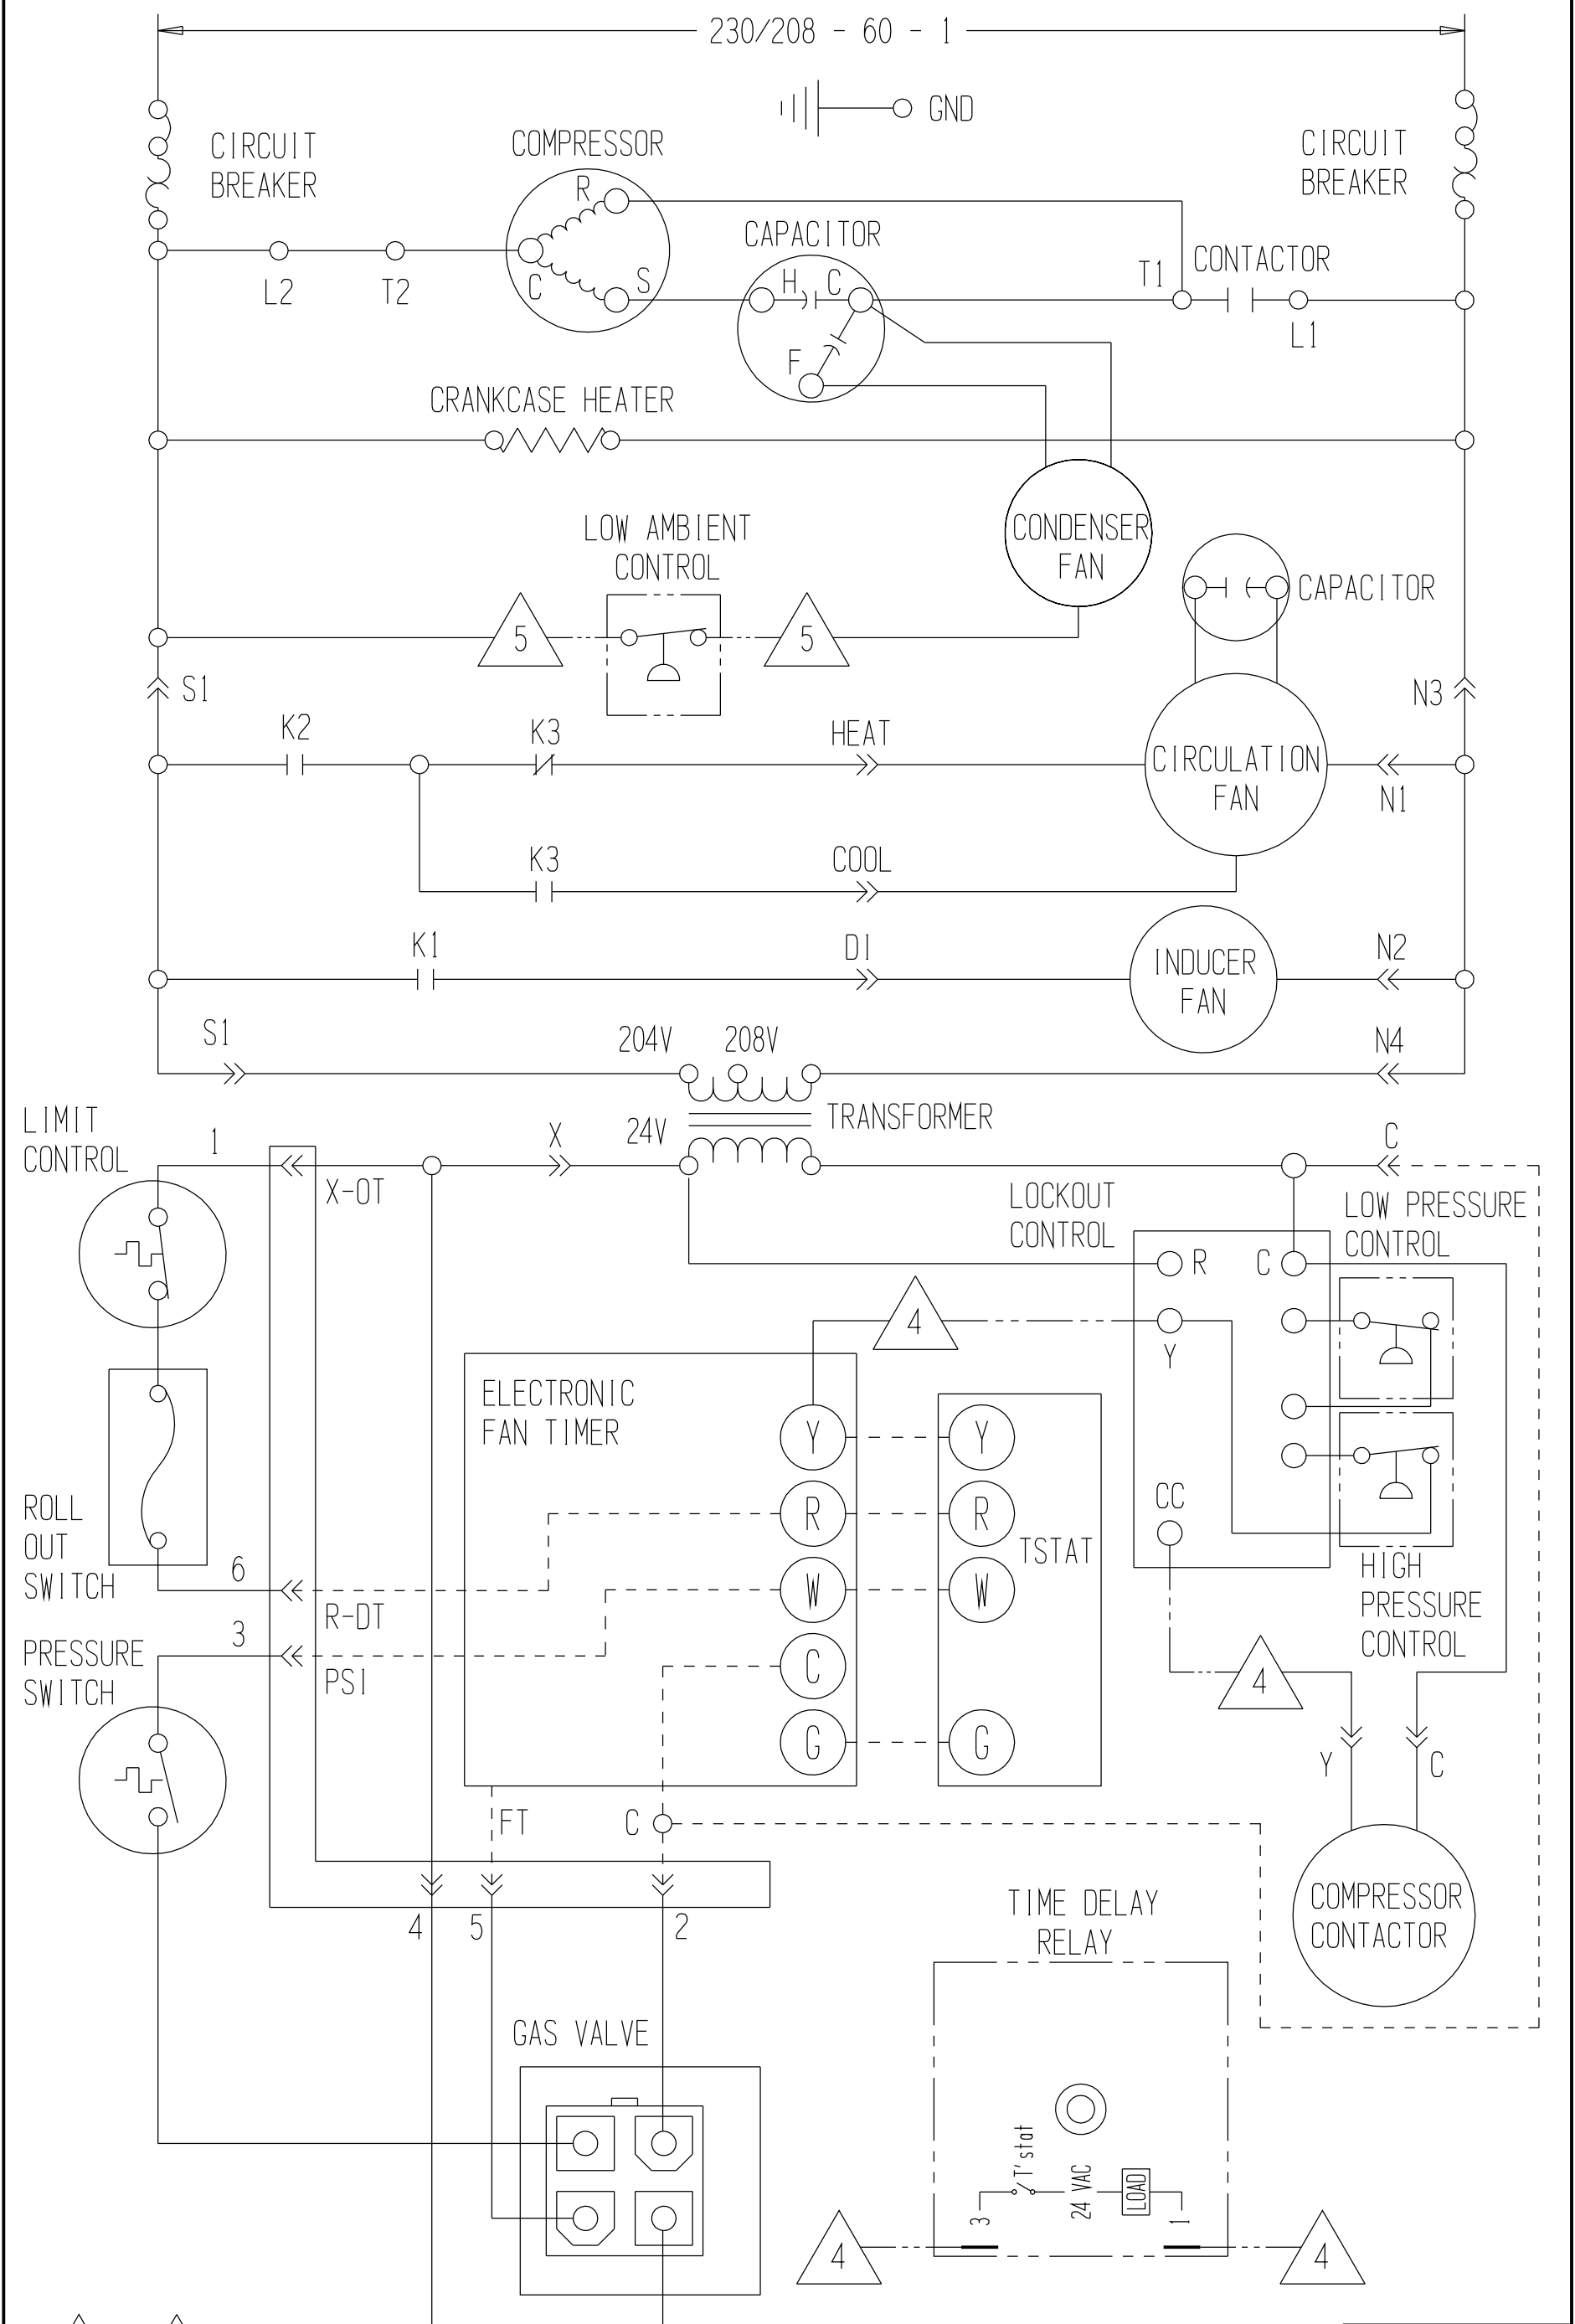 230/208 - 60 - 1
GND
CIRCUIT
BREAKER
COMPRESSOR
CIRCUIT
BREAKER
R
C
S
CAPACITOR
H
C
F
T1
CONTACTOR
L2
T2
L1
CRANKCASE HEATER
LOW AMBIENT
CONTROL
5
5
CONDENSER
FAN
CAPACITOR
S1
N3
K2
K3
HEAT
CIRCULATION
FAN
N1
K3
COOL
K1
DI
INDUCER
FAN
N2
S1
204V
208V
N4
TRANSFORMER
24V
LIMIT
CONTROL
1
X-OT
X
C
LOCKOUT
CONTROL
LOW PRESSURE
CONTROL
R
C
4
Y
ELECTRONIC
FAN TIMER
Y
R
W
C
G
Y
R
W
G
TSTAT
CC
ROLL
OUT
SWITCH
6
R-DT
HIGH
PRESSURE
CONTROL
PRESSURE
SWITCH
3
PSI
4
Y
C
FT
C
COMPRESSOR
CONTACTOR
4
5
2
TIME DELAY
RELAY
GAS VALVE
T'stat
24 VAC
LOAD
3
1
4
4